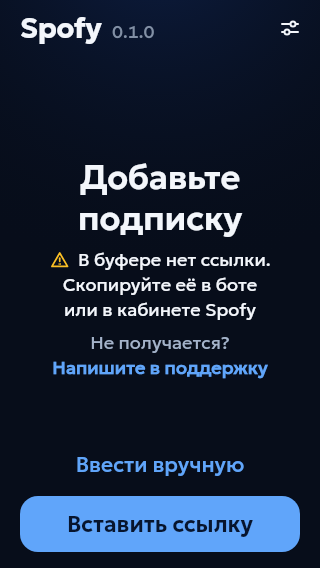 Spofy 0.1.0
Добавьте
подписку
⚠ В буфере нет ссылки.
Скопируйте её в боте
или в кабинете Spofy
Не получается?
Напишите в поддержку
Ввести вручную
Вставить ссылку